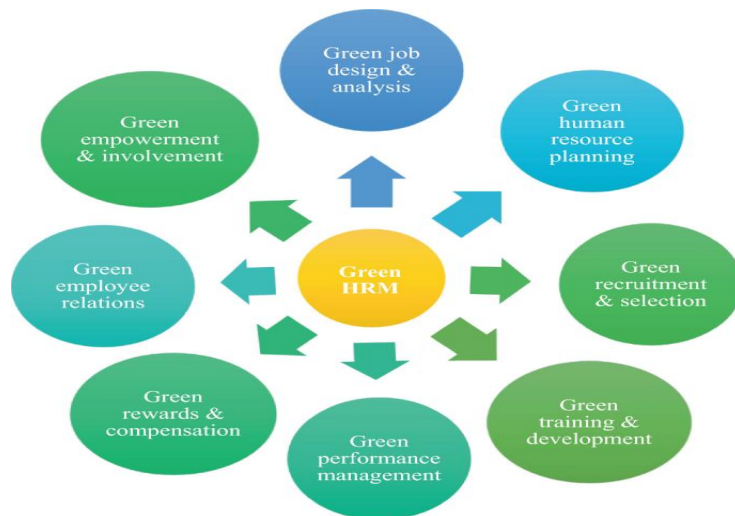 Green job
design &
analysis
Green
human
resource
planning
Green
recruitment
& selection
Green
training &
development
Green
performance
management
Green
rewards &
compensation
Green
employee
relations
Green
empowerment
& involvement
Green
HRM